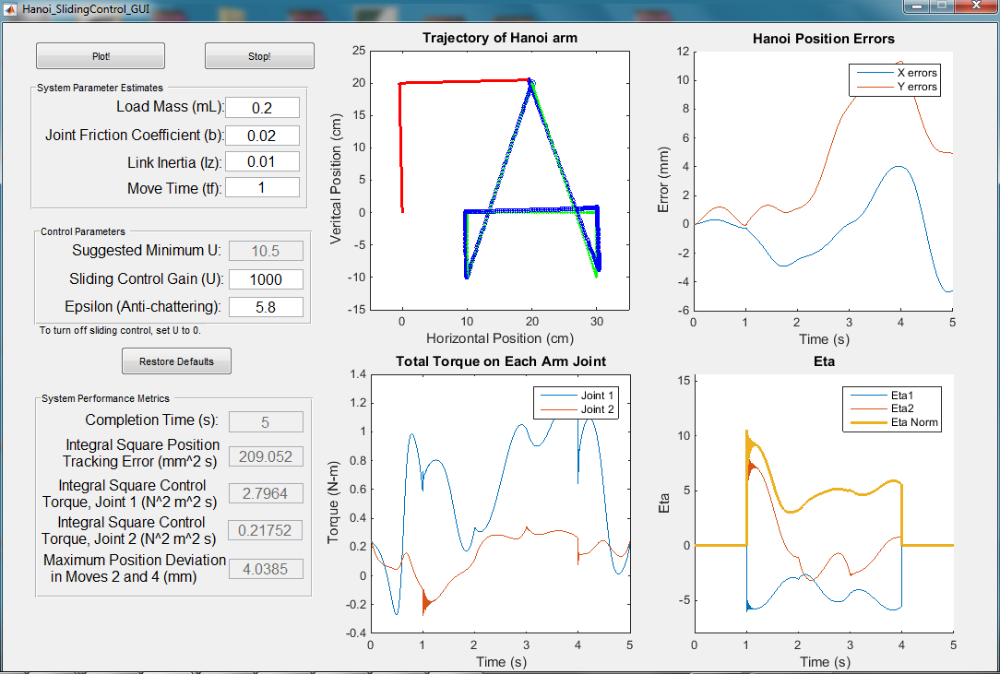 Hanoi_SlidingControl_GUI
Plot!
Stop!
System Parameter Estimates
Load Mass (mL): 0.2
Joint Friction Coefficient (b): 0.02
Link Inertia (Iz): 0.01
Move Time (tf): 1
Control Parameters
Suggested Minimum U: 10.5
Sliding Control Gain (U): 1000
Epsilon (Anti-chattering): 5.8
To turn off sliding control, set U to 0.
Restore Defaults
System Performance Metrics
Completion Time (s): 5
Integral Square Position
Tracking Error (mm^2 s) 209.052
Integral Square Control
Torque, Joint 1 (N^2 m^2 s) 2.7964
Integral Square Control
Torque, Joint 2 (N^2 m^2 s) 0.21752
Maximum Position Deviation
in Moves 2 and 4 (mm) 4.0385
Trajectory of Hanoi arm
25
20
15
10
5
0
-5
-10
-15
Veritcal Position (cm)
0 10 20 30
Horizontal Position (cm)
Hanoi Position Errors
X errors
Y errors
12
10
8
6
4
2
0
-2
-4
-6
Error (mm)
0 1 2 3 4 5
Time (s)
Total Torque on Each Arm Joint
Joint 1
Joint 2
1.4
1.2
1
0.8
0.6
0.4
0.2
0
-0.2
-0.4
Torque (N-m)
0 1 2 3 4 5
Time (s)
Eta
Eta1
Eta2
Eta Norm
15
10
5
0
-5
Eta
0 1 2 3 4 5
Time (s)